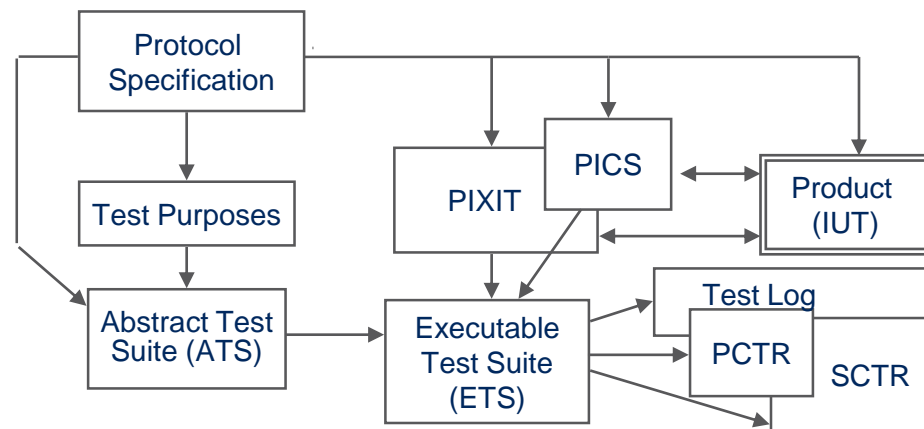 Protocol
Specification
PICS
Product
(IUT)
PIXIT
Test Purposes
Test Log
Abstract Test
Suite (ATS)
Executable
Test Suite
(ETS)
PCTR
SCTR